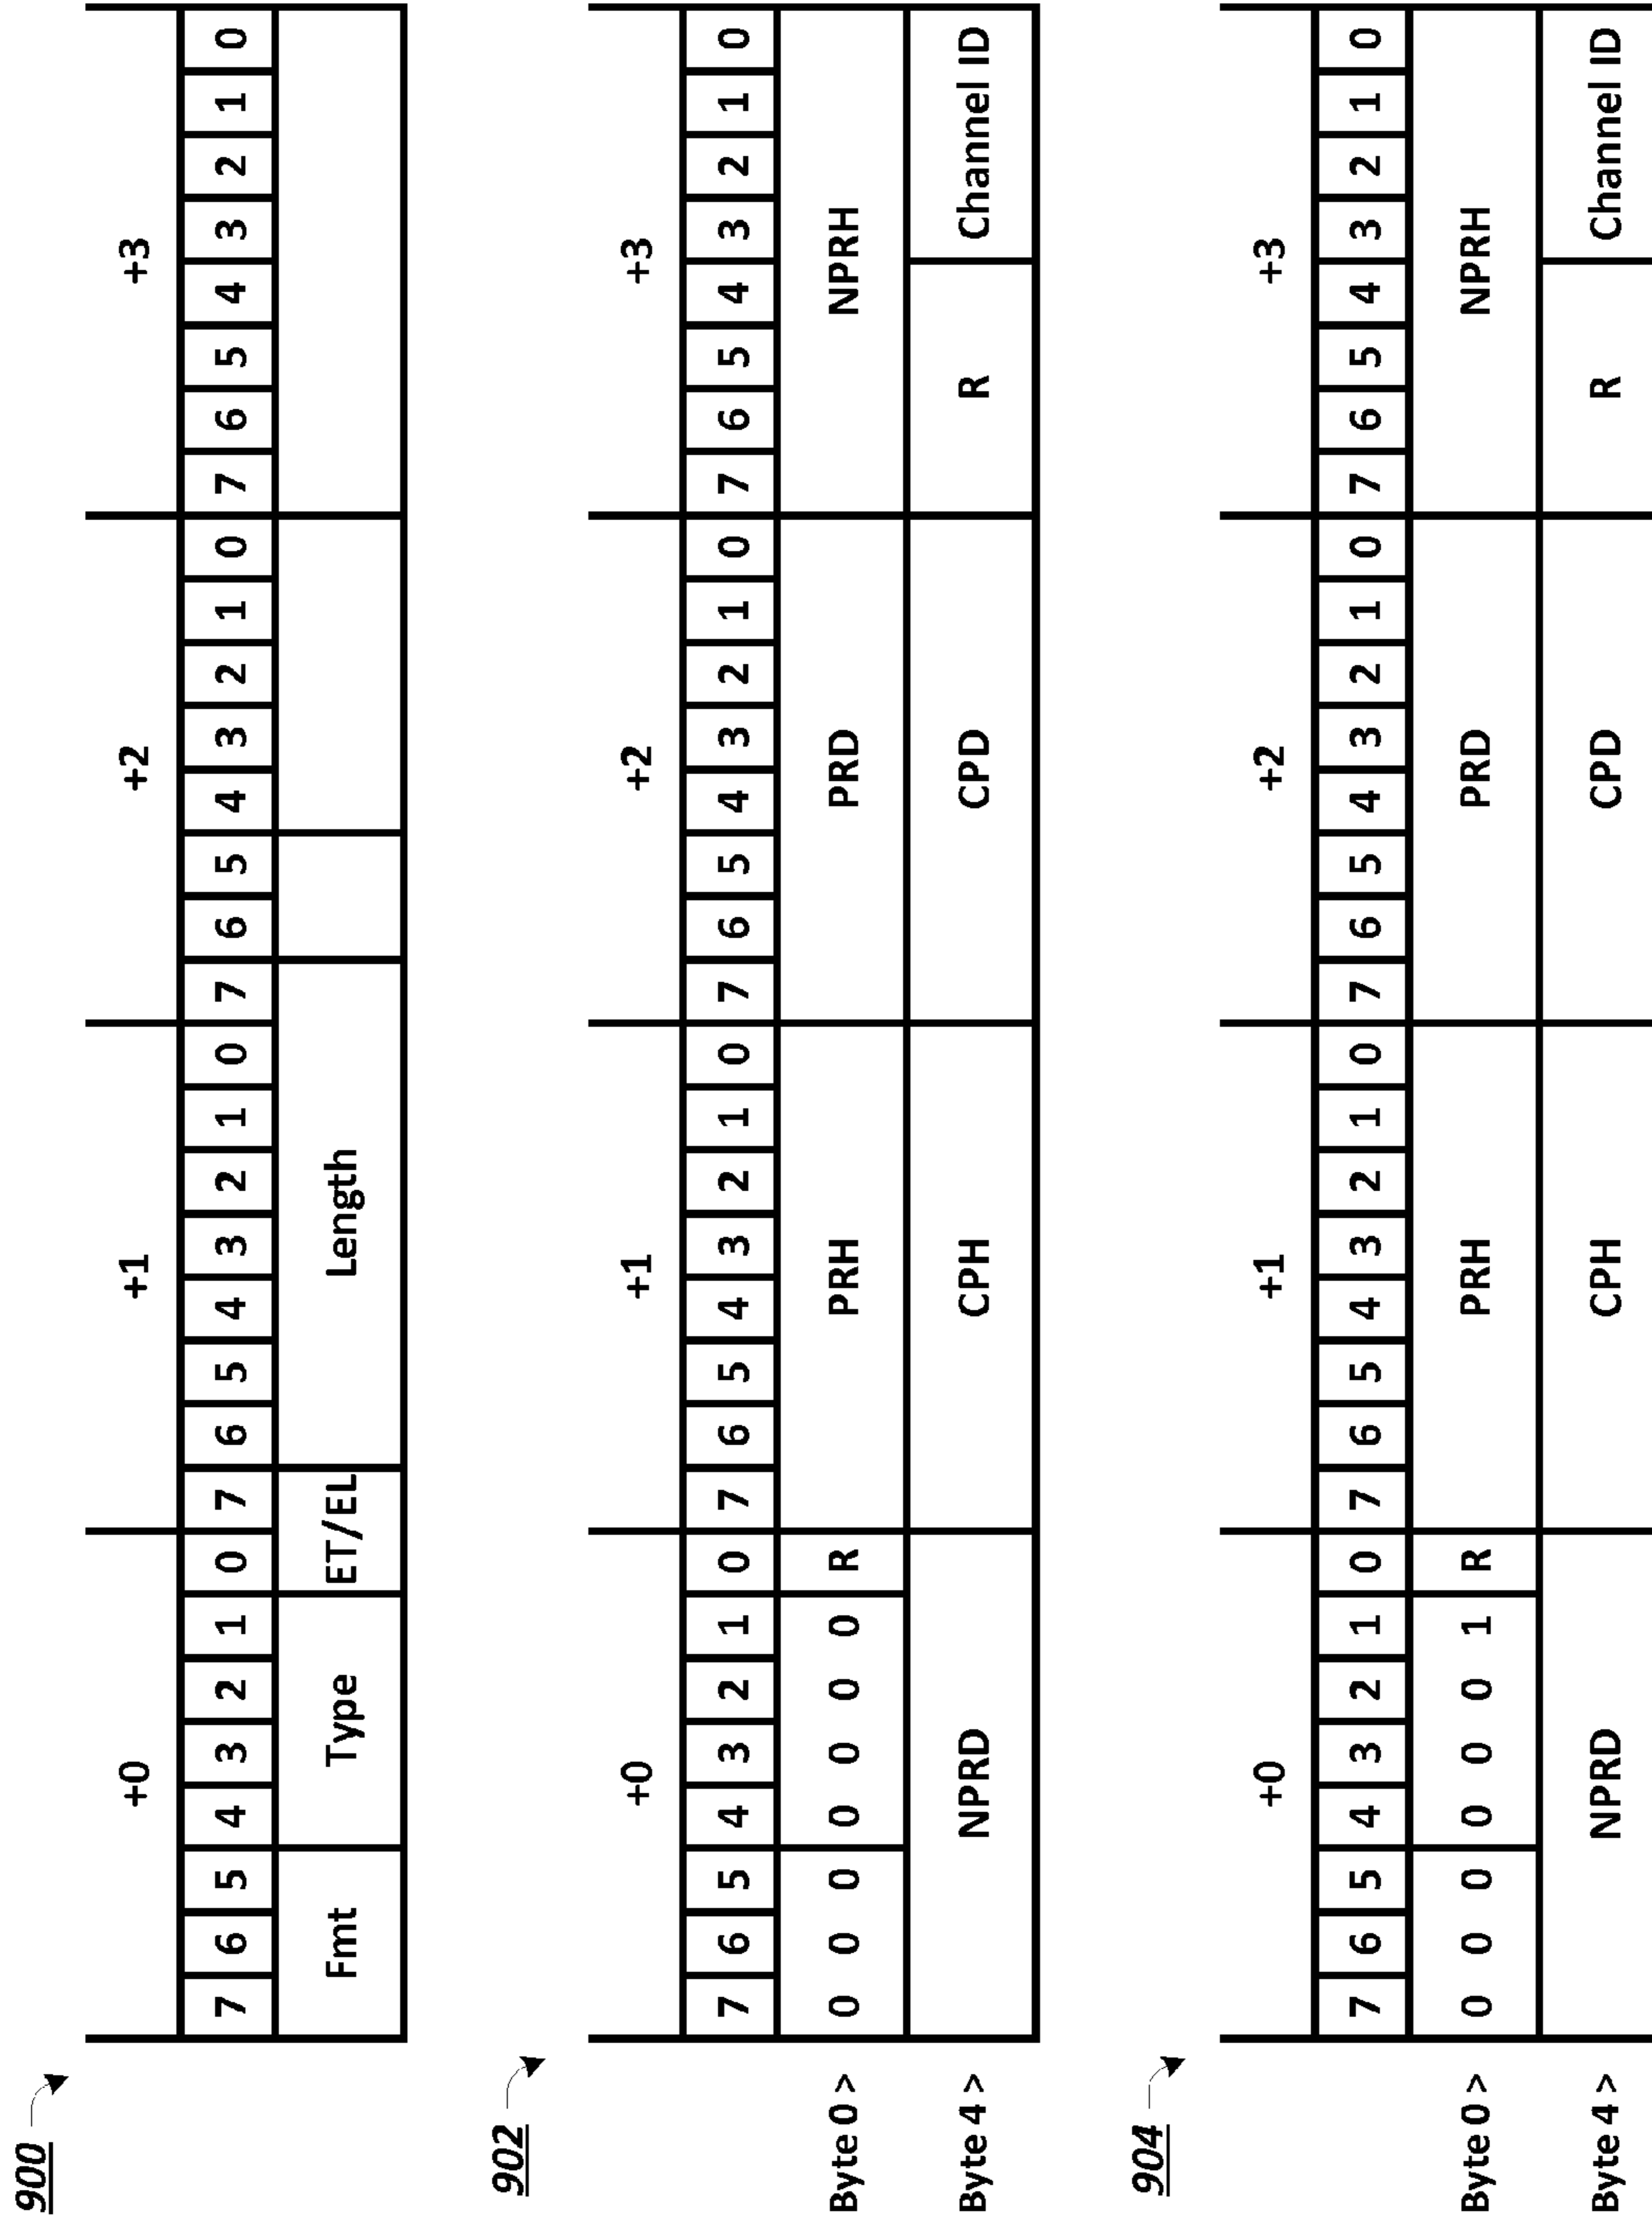 900
+0 +1 +2 +3
7 6 5 4 3 2 1 0 7 6 5 4 3 2 1 0 7 6 5 4 3 2 1 0 7 6 5 4 3 2 1 0
Fmt Type ET/EL Length
902
+0 +1 +2 +3
7 6 5 4 3 2 1 0 7 6 5 4 3 2 1 0 7 6 5 4 3 2 1 0 7 6 5 4 3 2 1 0
Byte 0 > 0 0 0 0 0 0 0 R PRH PRD NPRH
Byte 4 > NPRD CPH CPD R Channel ID
904
+0 +1 +2 +3
7 6 5 4 3 2 1 0 7 6 5 4 3 2 1 0 7 6 5 4 3 2 1 0 7 6 5 4 3 2 1 0
Byte 0 > 0 0 0 0 0 0 1 R PRH PRD NPRH
Byte 4 > NPRD CPH CPD R Channel ID